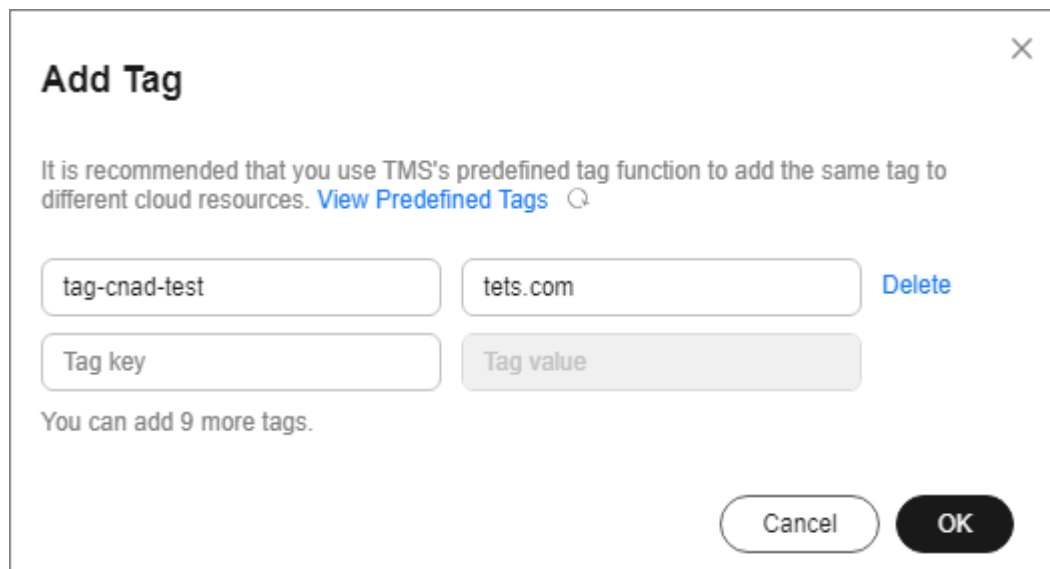 Add Tag
It is recommended that you use TMS's predefined tag function to add the same tag to
different cloud resources. View Predefined Tags
tag-cnad-test tets.com Delete
Tag key Tag value
You can add 9 more tags.
Cancel OK